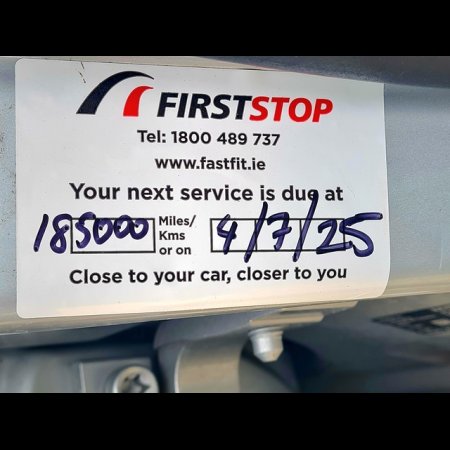 FIRSTSTOP
Tel: 1800 489 737
www.fastfit.ie
Your next service is due at
185000 Miles/ Kms or on 4/7/25
Close to your car, closer to you